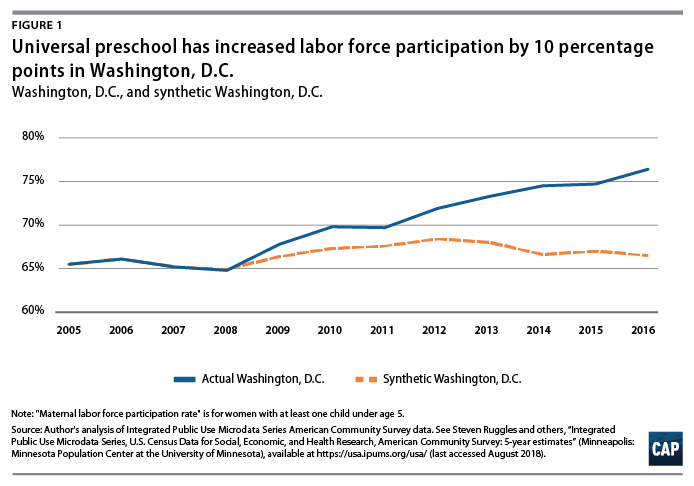 FIGURE 1
Universal preschool has increased labor force participation by 10 percentage
points in Washington, D.C.
Washington, D.C., and synthetic Washington, D.C.
80%
75%
70%
65%
60%
2005 2006 2007 2008 2009 2010 2011 2012 2013 2014 2015 2016
Actual Washington, D.C. Synthetic Washington, D.C.
Note: "Maternal labor force participation rate" is for women with at least one child under age 5.
Source: Author's analysis of Integrated Public Use Microdata Series American Community Survey data. See Steven Ruggles and others, "Integrated
Public Use Microdata Series, U.S. Census Data for Social, Economic, and Health Research, American Community Survey: 5-year estimates" (Minneapolis:
Minnesota Population Center at the University of Minnesota), available at https://usa.ipums.org/usa/ (last accessed August 2018).
CAP